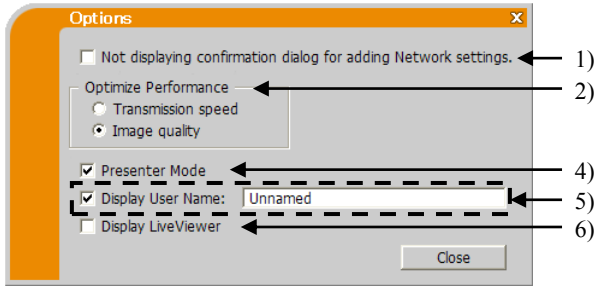 Options
x
Not displaying confirmation dialog for adding Network settings.
1)
Optimize Performance
2)
Transmission speed
Image quality
Presenter Mode
4)
Display User Name: Unnamed
5)
Display LiveViewer
6)
Close